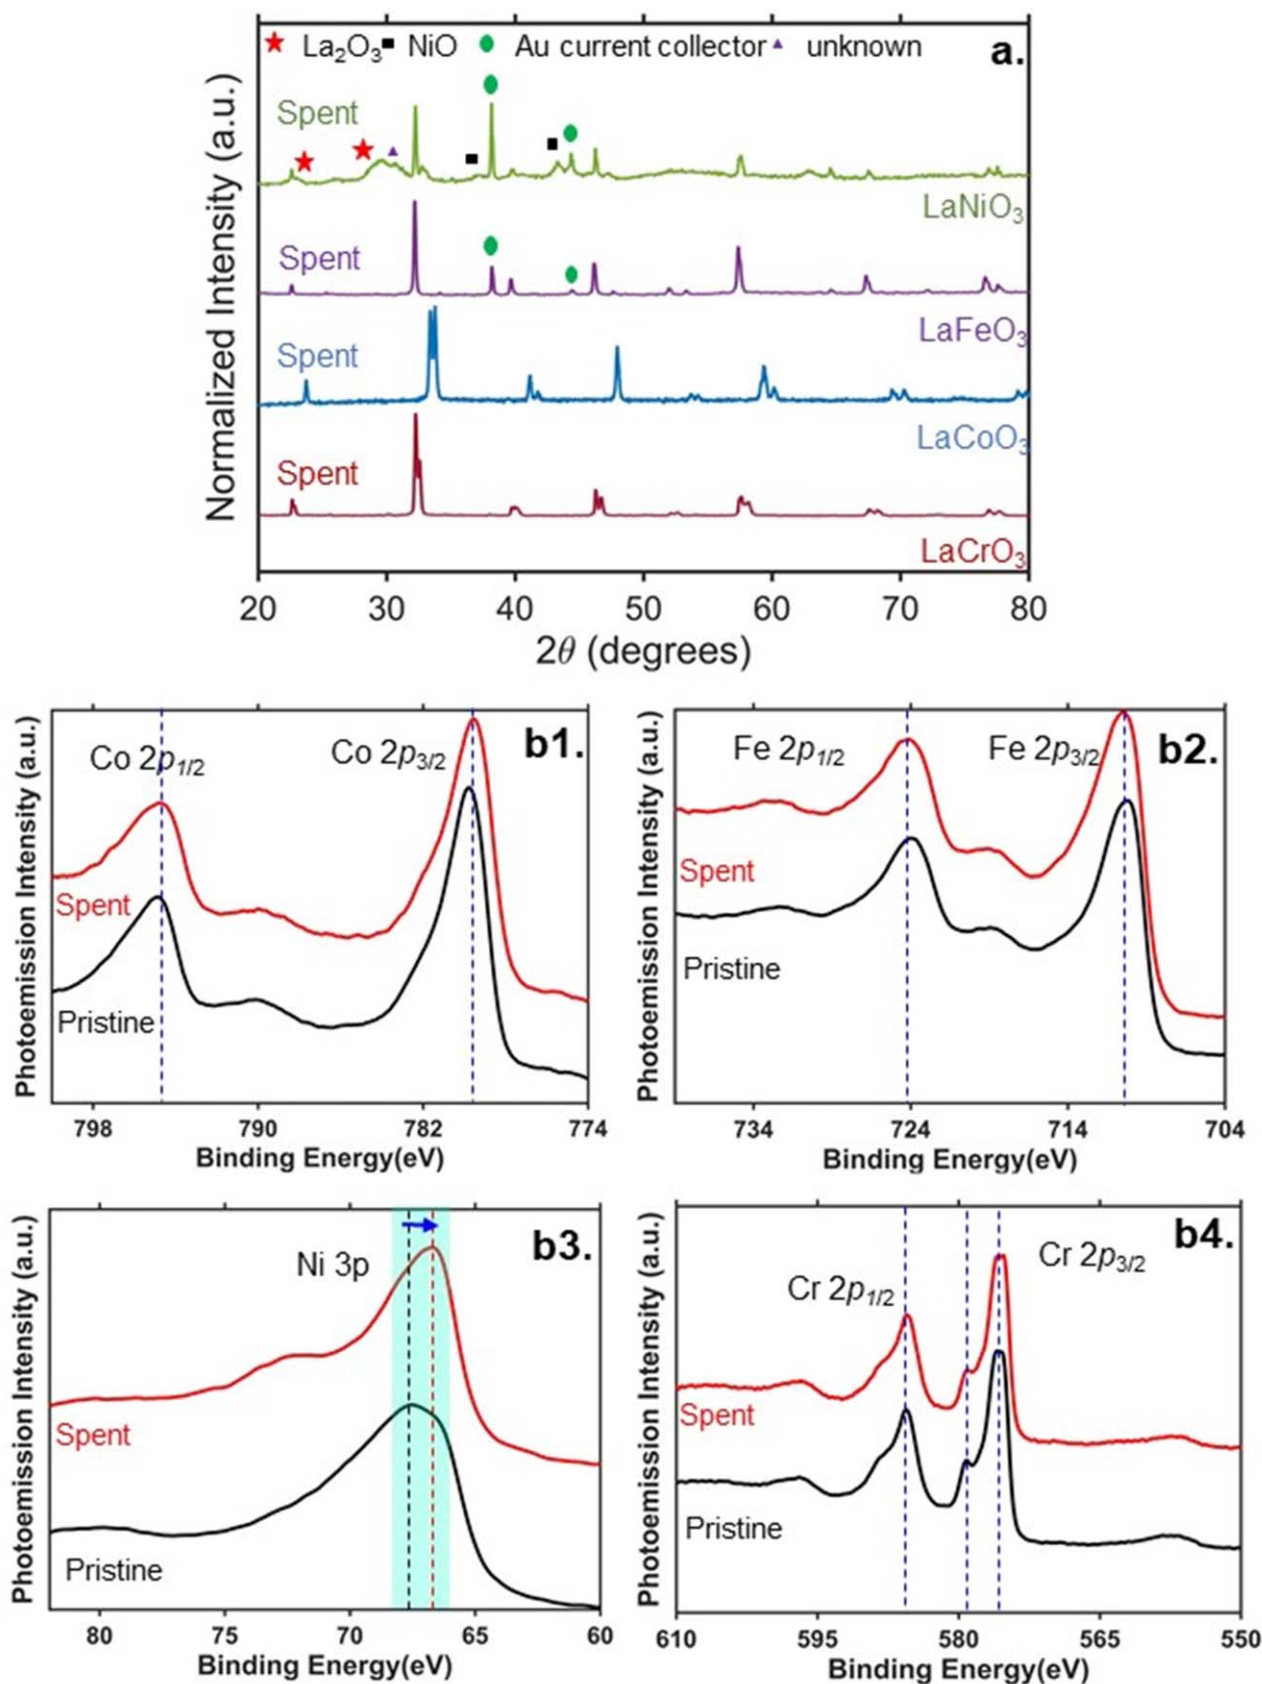 La₂O₃ NiO Au current collector unknown a.
Spent
LaNiO₃
Spent
LaFeO₃
Spent
LaCoO₃
Spent
LaCrO₃
Normalized Intensity (a.u.)
20 30 40 50 60 70 80
2θ (degrees)
Co 2p1/2 Co 2p3/2 b1.
Spent
Pristine
Photoemission Intensity (a.u.)
798 790 782 774
Binding Energy(eV)
Fe 2p1/2 Fe 2p3/2 b2.
Spent
Pristine
Photoemission Intensity (a.u.)
734 724 714 704
Binding Energy(eV)
Ni 3p b3.
Spent
Pristine
Photoemission Intensity (a.u.)
80 75 70 65 60
Binding Energy(eV)
b4.
Cr 2p1/2 Cr 2p3/2
Spent
Pristine
Photoemission Intensity (a.u.)
610 595 580 565 550
Binding Energy(eV)